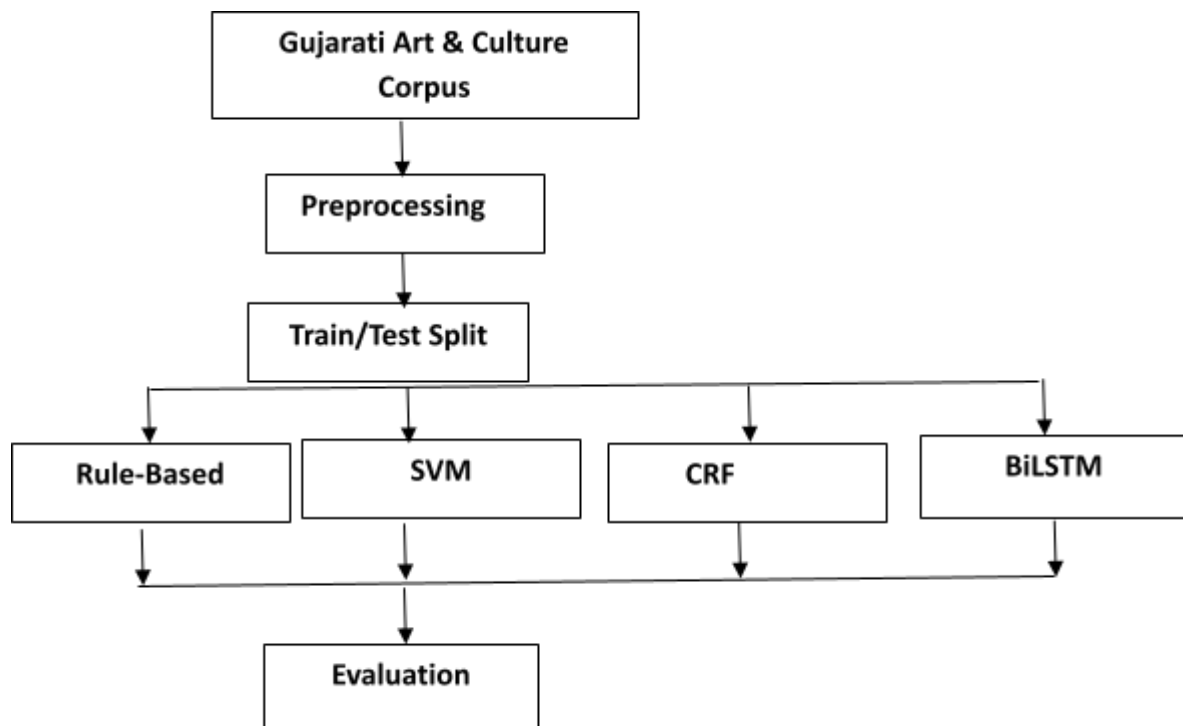 Gujarati Art & Culture
Corpus
Preprocessing
Train/Test Split
Rule-Based
SVM
CRF
BiLSTM
Evaluation